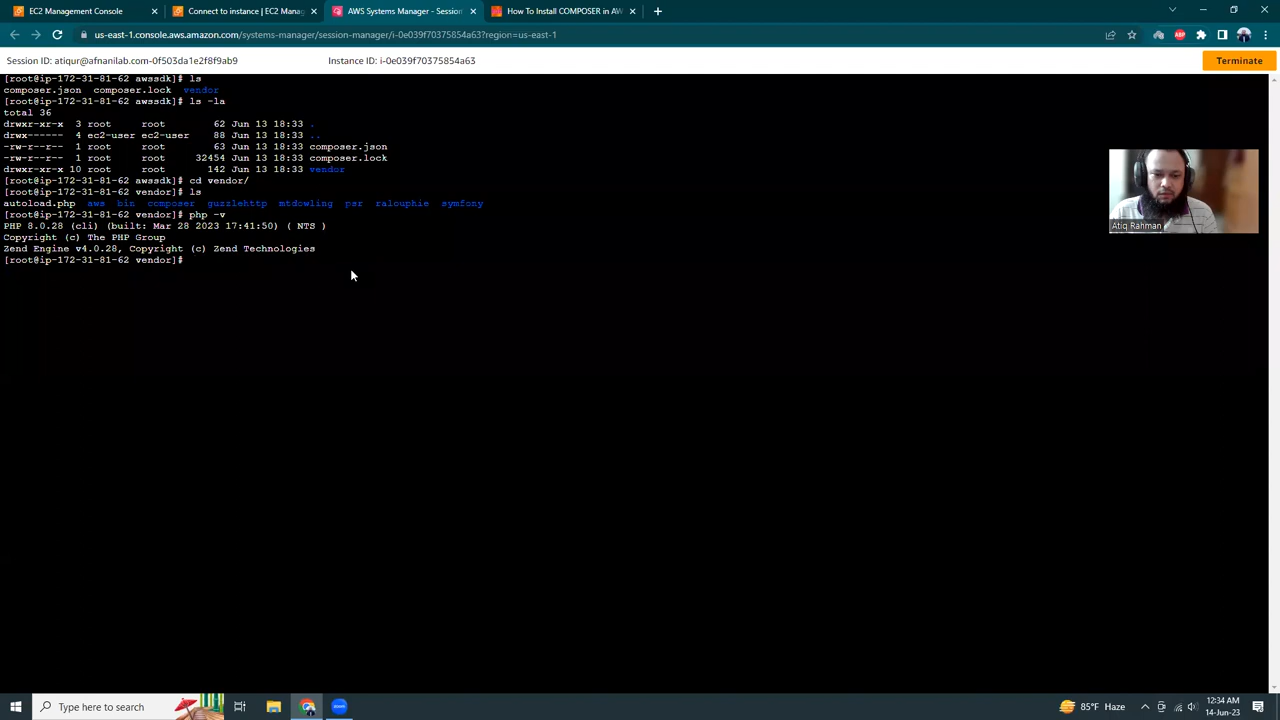 EC2 Management Console
Connect to instance | EC2 Manag
AWS Systems Manager - Session
How To Install COMPOSER in AW
us-east-1.console.aws.amazon.com/systems-manager/session-manager/i-0e039f70375854a63?region=us-east-1
ABP
Session ID: atiqur@afnanilab.com-0f503da1e2f8f9ab9
Instance ID: i-0e039f70375854a63
Terminate
[root@ip-172-31-81-62 awssdk]# ls
composer.json  composer.lock  vendor
[root@ip-172-31-81-62 awssdk]# ls -la
total 36
drwxr-xr-x  3 root     root        62 Jun 13 18:33 .
drwx------  4 ec2-user ec2-user    88 Jun 13 18:33 ..
-rw-r--r--  1 root     root        63 Jun 13 18:33 composer.json
-rw-r--r--  1 root     root     32454 Jun 13 18:33 composer.lock
drwxr-xr-x 10 root     root       142 Jun 13 18:33 vendor
[root@ip-172-31-81-62 awssdk]# cd vendor/
[root@ip-172-31-81-62 vendor]# ls
autoload.php  aws  bin  composer  guzzlehttp  mtdowling  psr  ralouphie  symfony
[root@ip-172-31-81-62 vendor]# php -v
PHP 8.0.28 (cli) (built: Mar 28 2023 17:41:50) ( NTS )
Copyright (c) The PHP Group
Zend Engine v4.0.28, Copyright (c) Zend Technologies
[root@ip-172-31-81-62 vendor]#
Atiq Rahman
Type here to search
zoom
85°F Haze
12:34 AM
14-Jun-23